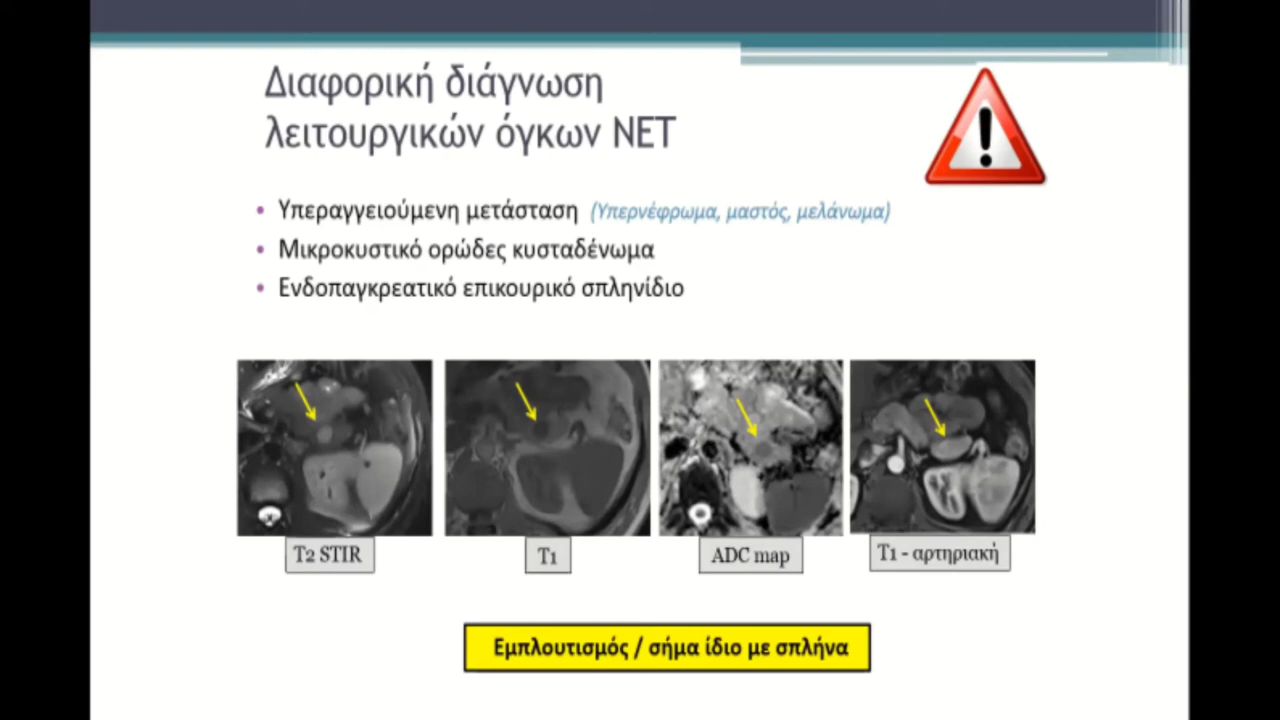 Διαφορική διάγνωση
λειτουργικών όγκων ΝΕΤ
• Υπεραγγειούμενη μετάσταση (Υπερνέφρωμα, μαστός, μελάνωμα)
• Μικροκυστικό ορώδες κυσταδένωμα
• Ενδοπαγκρεατικό επικουρικό σπληνίδιο
T2 STIR
T1
ADC map
T1 - αρτηριακή
Εμπλουτισμός / σήμα ίδιο με σπλήνα